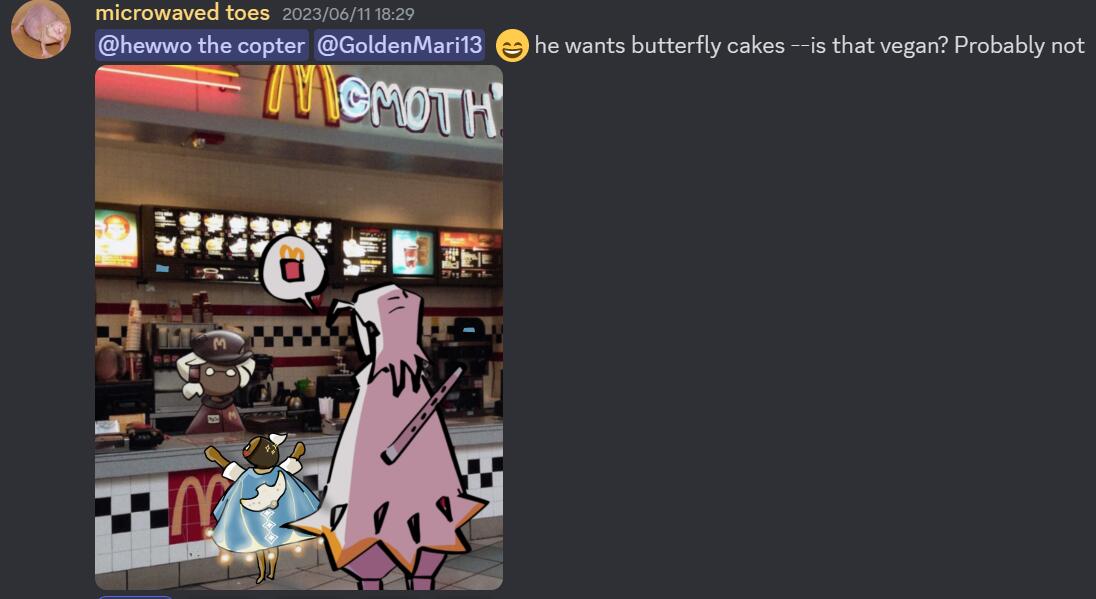 microwaved toes 2023/06/11 18:29
@hewwo the copter @GoldenMari13 😄 he wants butterfly cakes --is that vegan? Probably not
McMOTH'
M
M
M